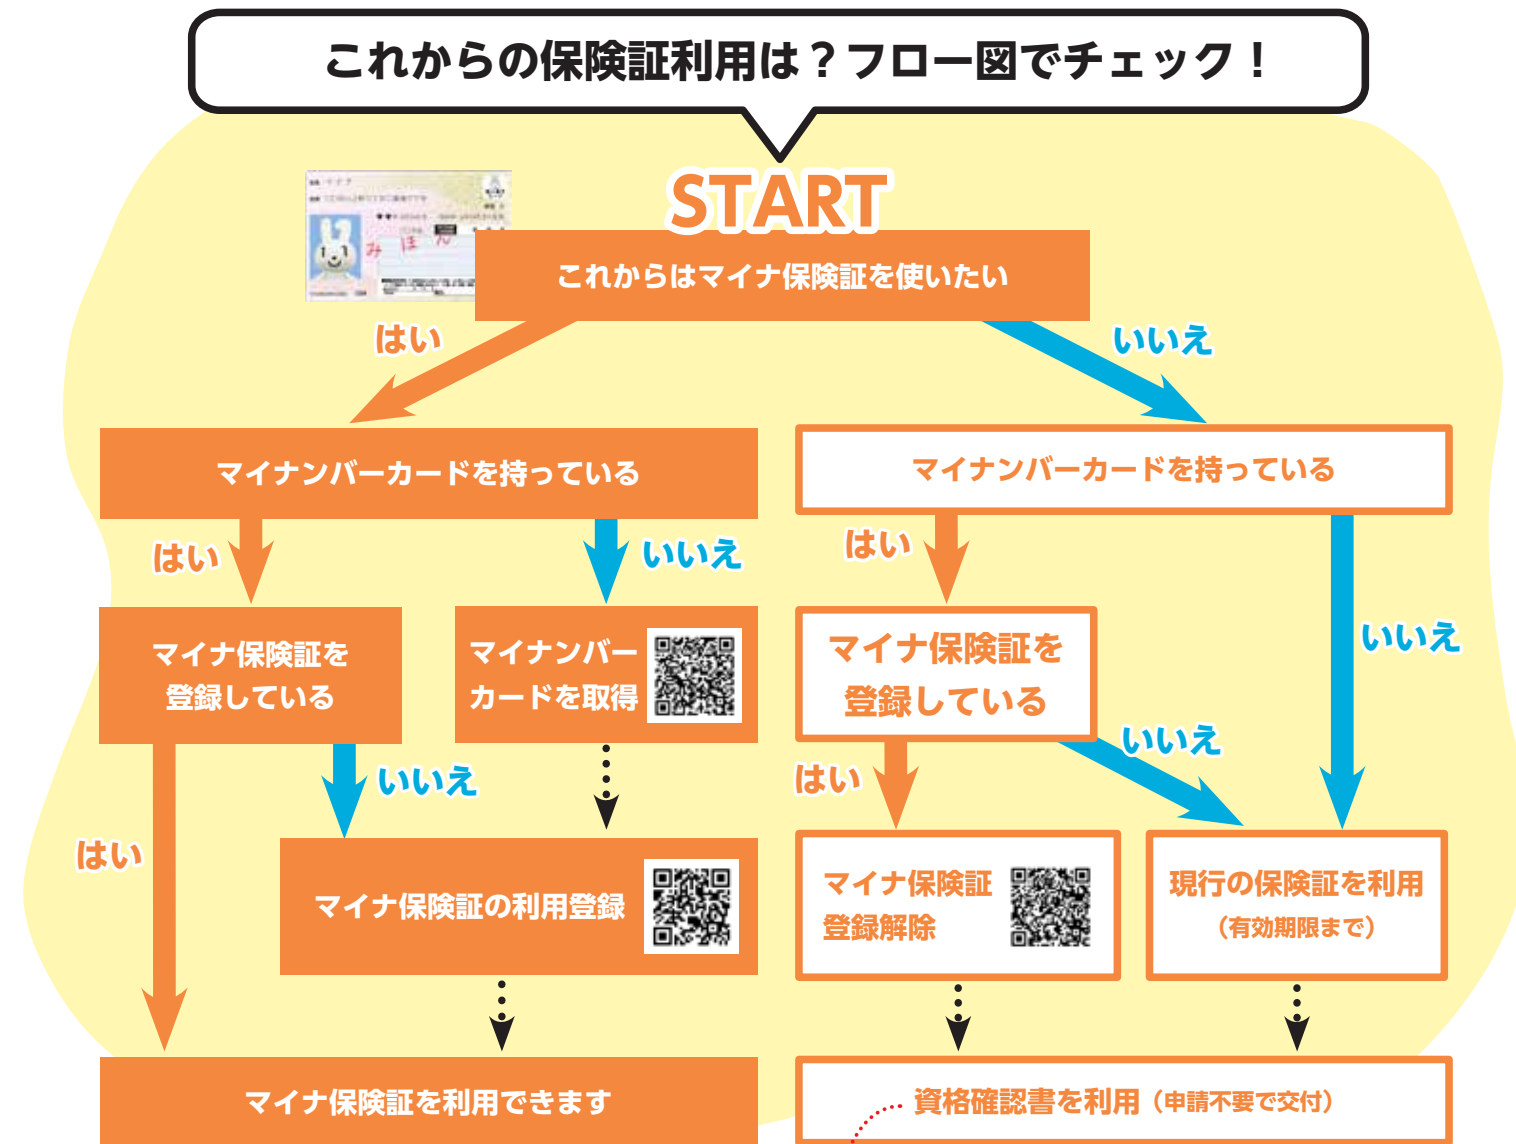 これからの保険証利用は？フロー図でチェック！
START
みほん
これからはマイナ保険証を使いたい
はい
いいえ
マイナンバーカードを持っている
マイナンバーカードを持っている
はい
いいえ
はい
いいえ
マイナ保険証を
登録している
マイナンバー
カードを取得
マイナ保険証を
登録している
はい
いいえ
はい
いいえ
マイナ保険証の利用登録
マイナ保険証
登録解除
現行の保険証を利用
（有効期限まで）
マイナ保険証を利用できます
資格確認書を利用（申請不要で交付）